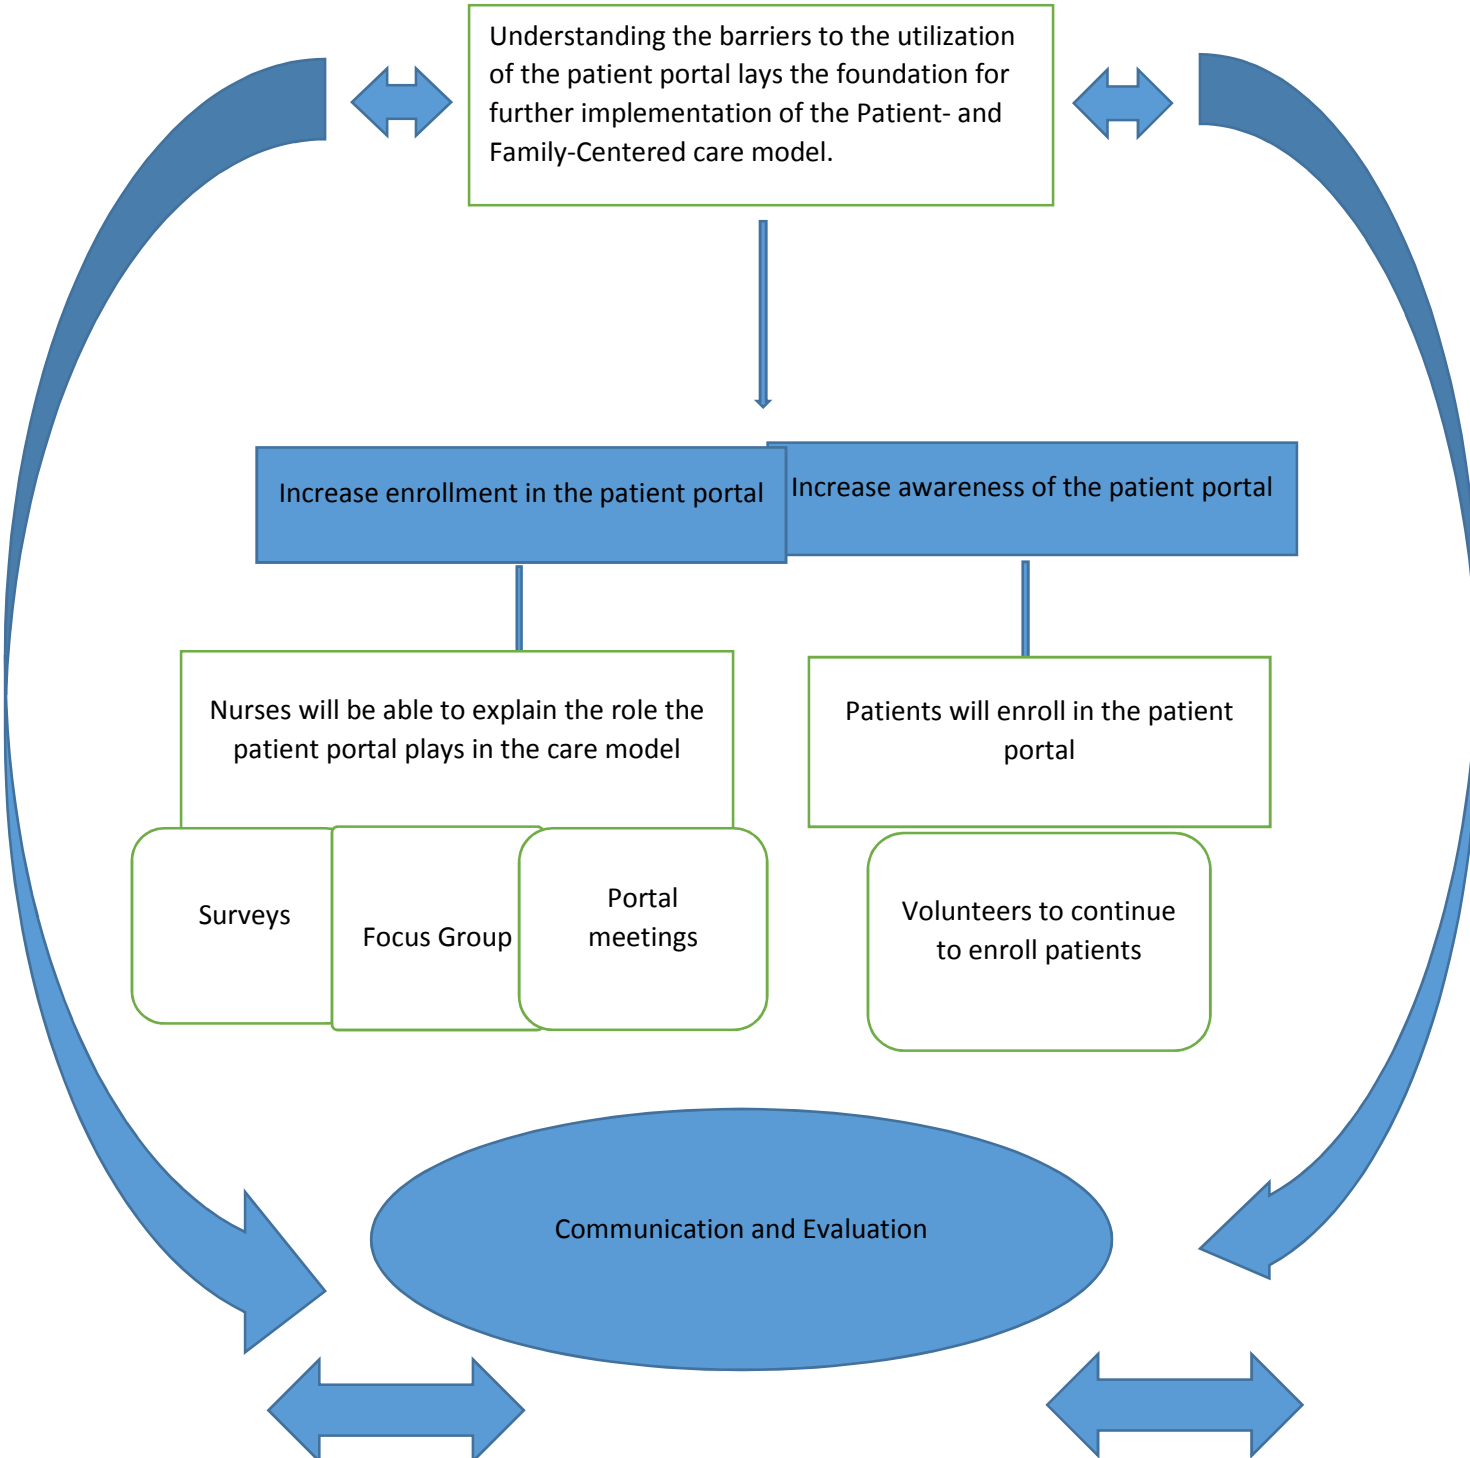 Understanding the barriers to the utilization
of the patient portal lays the foundation for
further implementation of the Patient- and
Family-Centered care model.
Increase enrollment in the patient portal
Increase awareness of the patient portal
Nurses will be able to explain the role the
patient portal plays in the care model
Patients will enroll in the patient
portal
Surveys
Focus Group
Portal
meetings
Volunteers to continue
to enroll patients
Communication and Evaluation